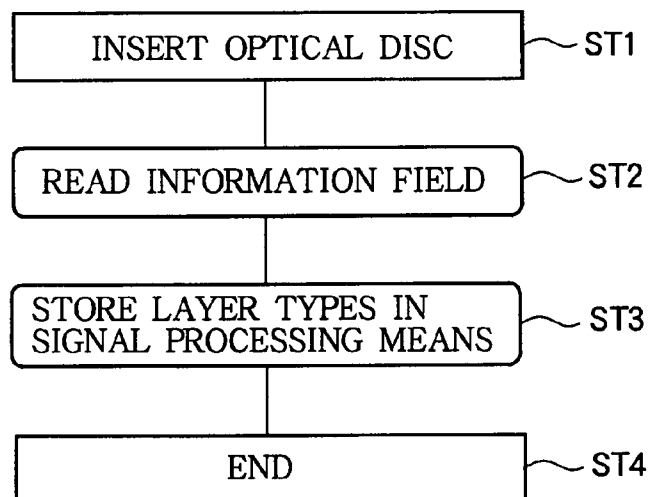 INSERT OPTICAL DISC ST1
READ INFORMATION FIELD ST2
STORE LAYER TYPES IN
SIGNAL PROCESSING MEANS ST3
END ST4